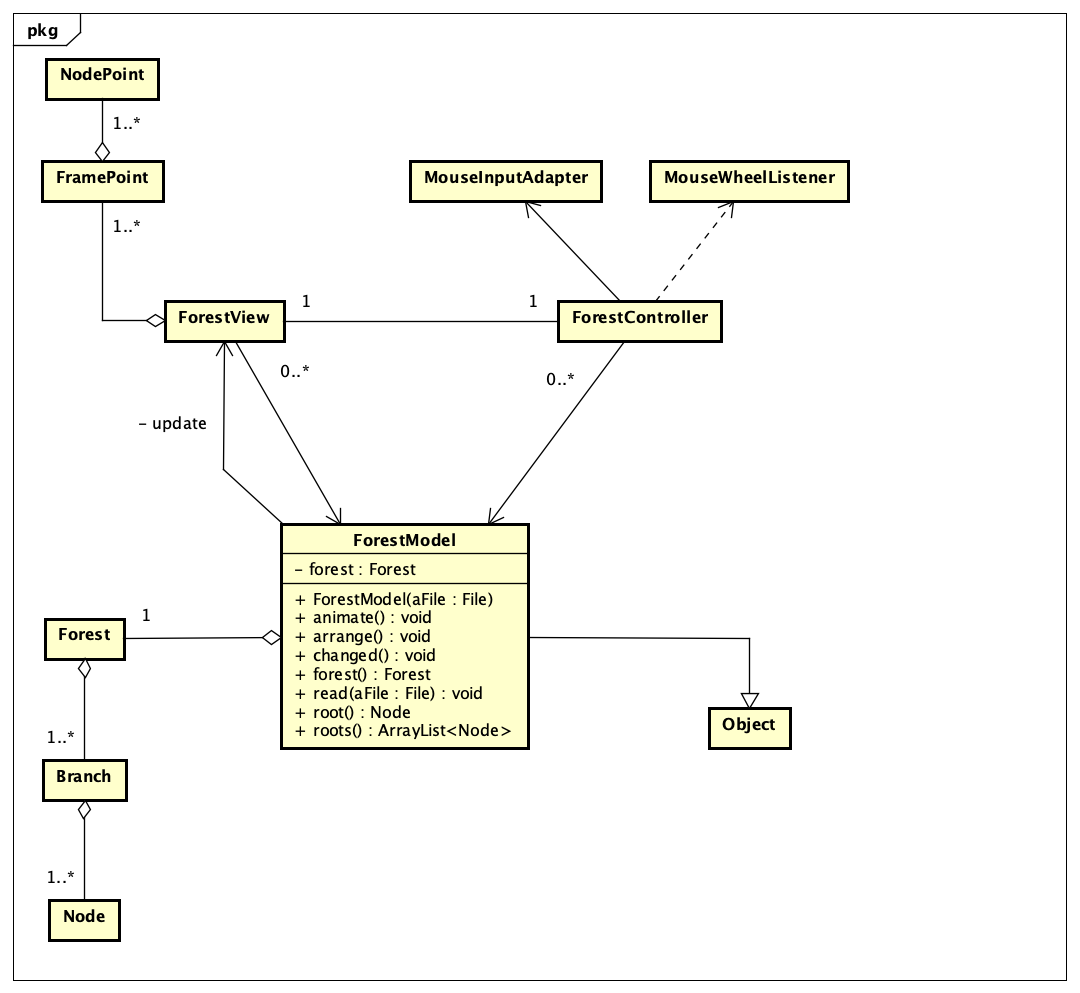 pkg
NodePoint
1..*
FramePoint
1..*
MouseInputAdapter
MouseWheelListener
ForestView
1
1
ForestController
0..*
0..*
– update
ForestModel
– forest : Forest
+ ForestModel(aFile : File)
+ animate() : void
+ arrange() : void
+ changed() : void
+ forest() : Forest
+ read(aFile : File) : void
+ root() : Node
+ roots() : ArrayList<Node>
Forest
1
Object
1..*
Branch
1..*
Node